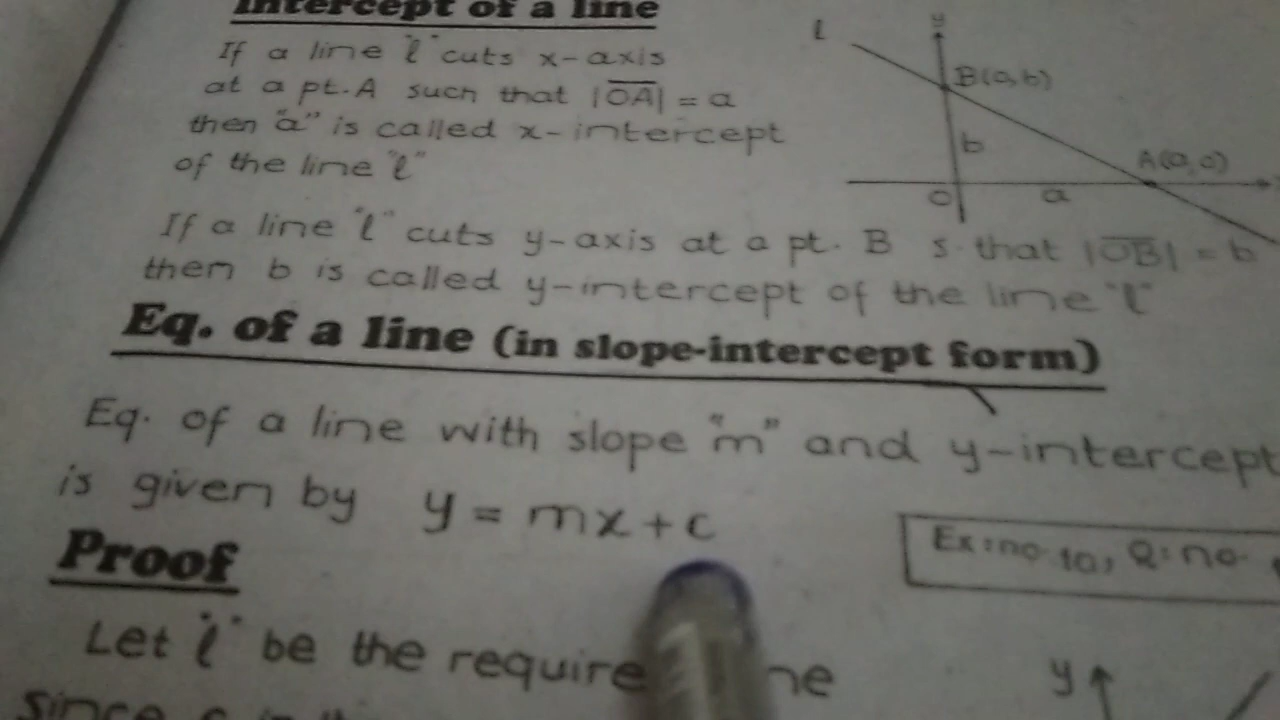 Intercept of a line
If a line "l" cuts x-axis
at a pt. A such that |OA| = a
then "a" is called x-intercept
of the line "l"
l
y
B(o,b)
b
A(a,o)
O
a
If a line "l" cuts y-axis at a pt. B s.that |OB| = b
then b is called y-intercept of the line "l"
Eq. of a line (in slope-intercept form)
Eq. of a line with slope "m" and y-intercept
is given by y = mx + c
Ex:no. Q:no.
Proof
Let "l" be the
y
since